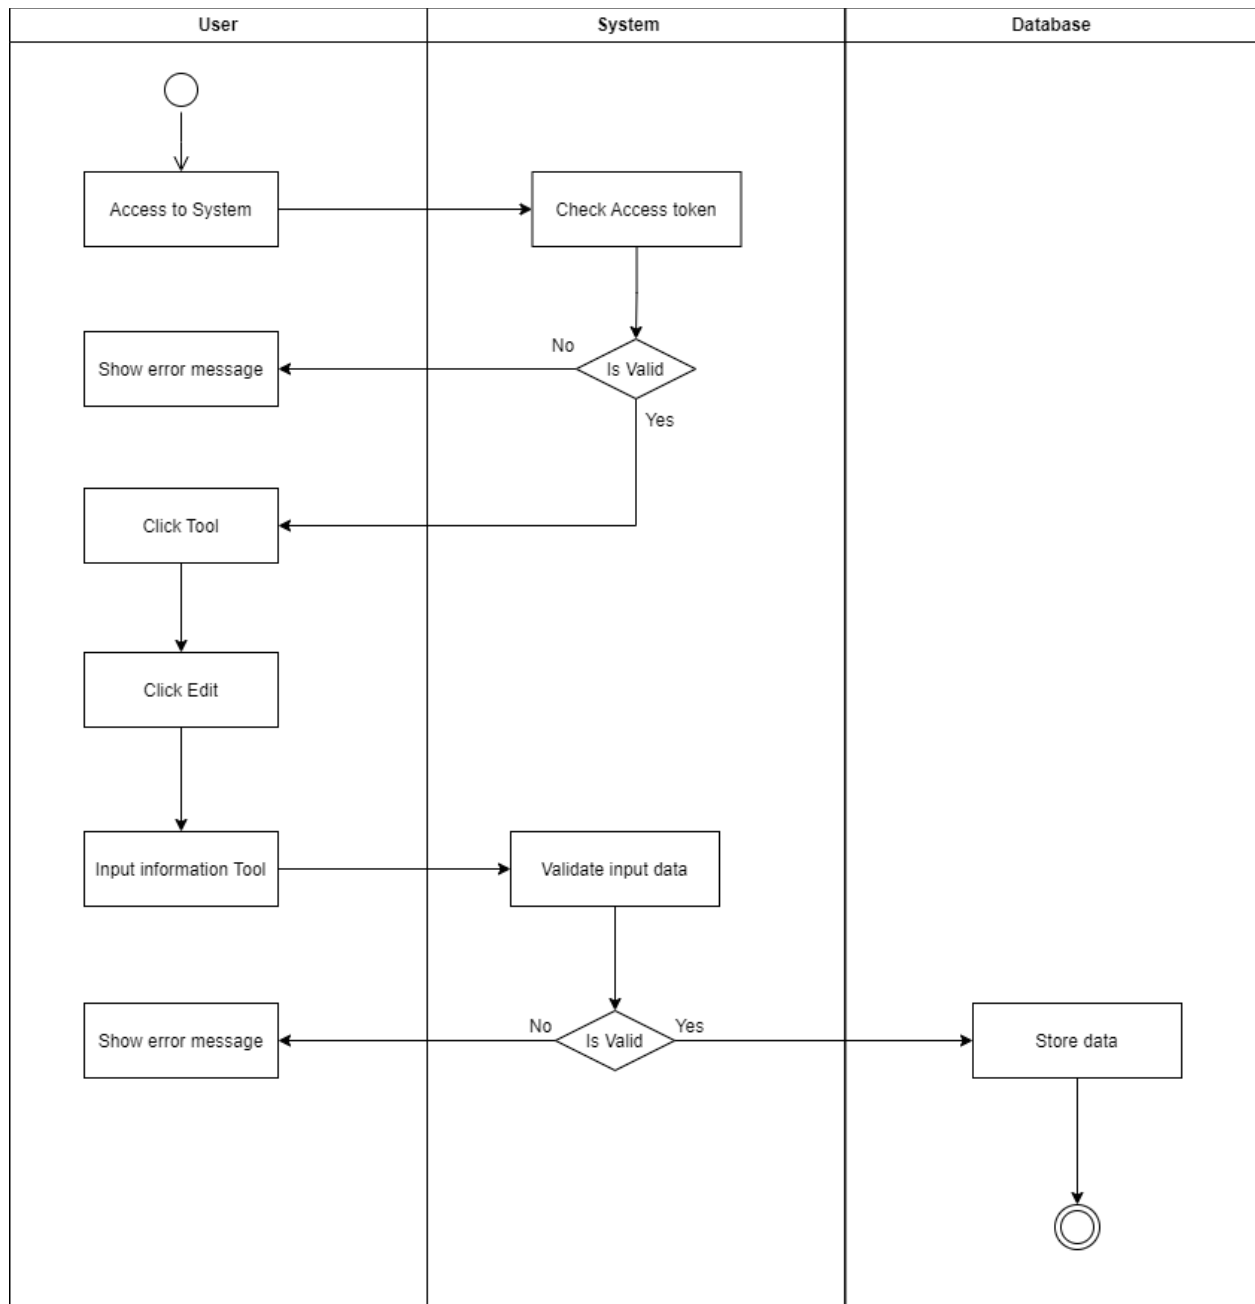 User
System
Database
Access to System
Check Access token
No
Show error message
Is Valid
Yes
Click Tool
Click Edit
Input information Tool
Validate input data
No
Yes
Show error message
Is Valid
Store data